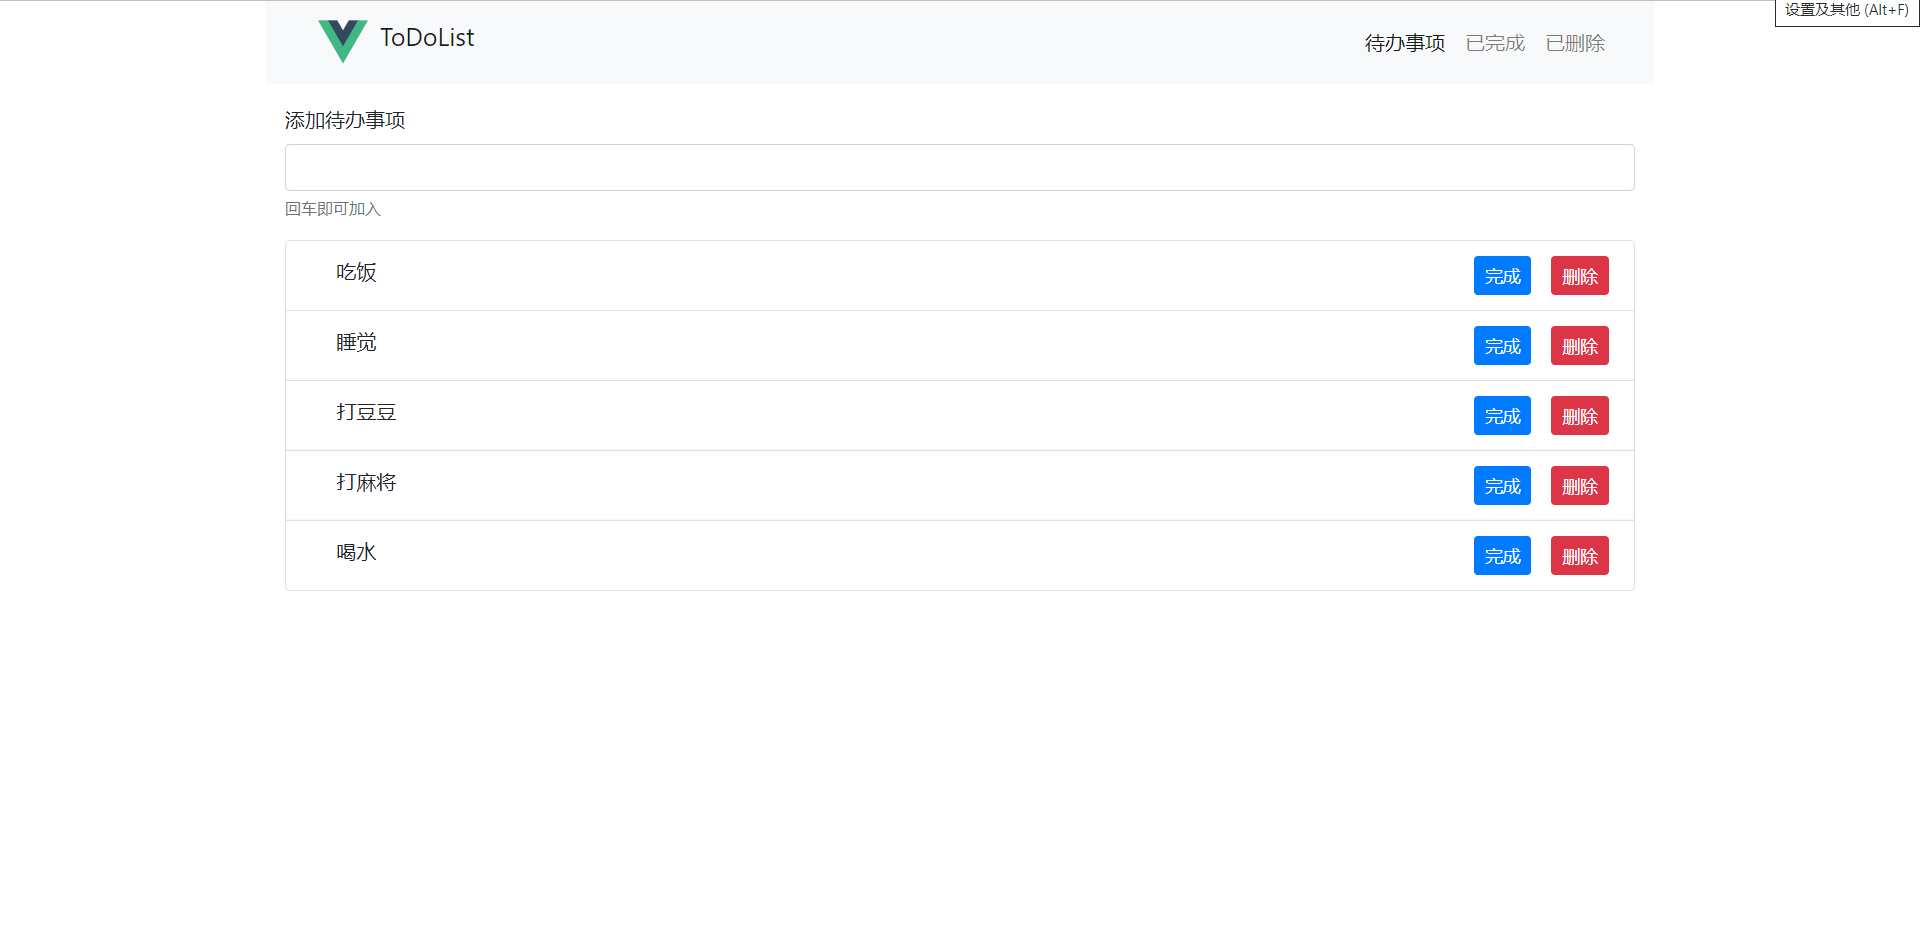 设置及其他 (Alt+F)
ToDoList 待办事项 已完成 已删除
添加待办事项
回车即可加入
吃饭 完成 删除
睡觉 完成 删除
打豆豆 完成 删除
打麻将 完成 删除
喝水 完成 删除